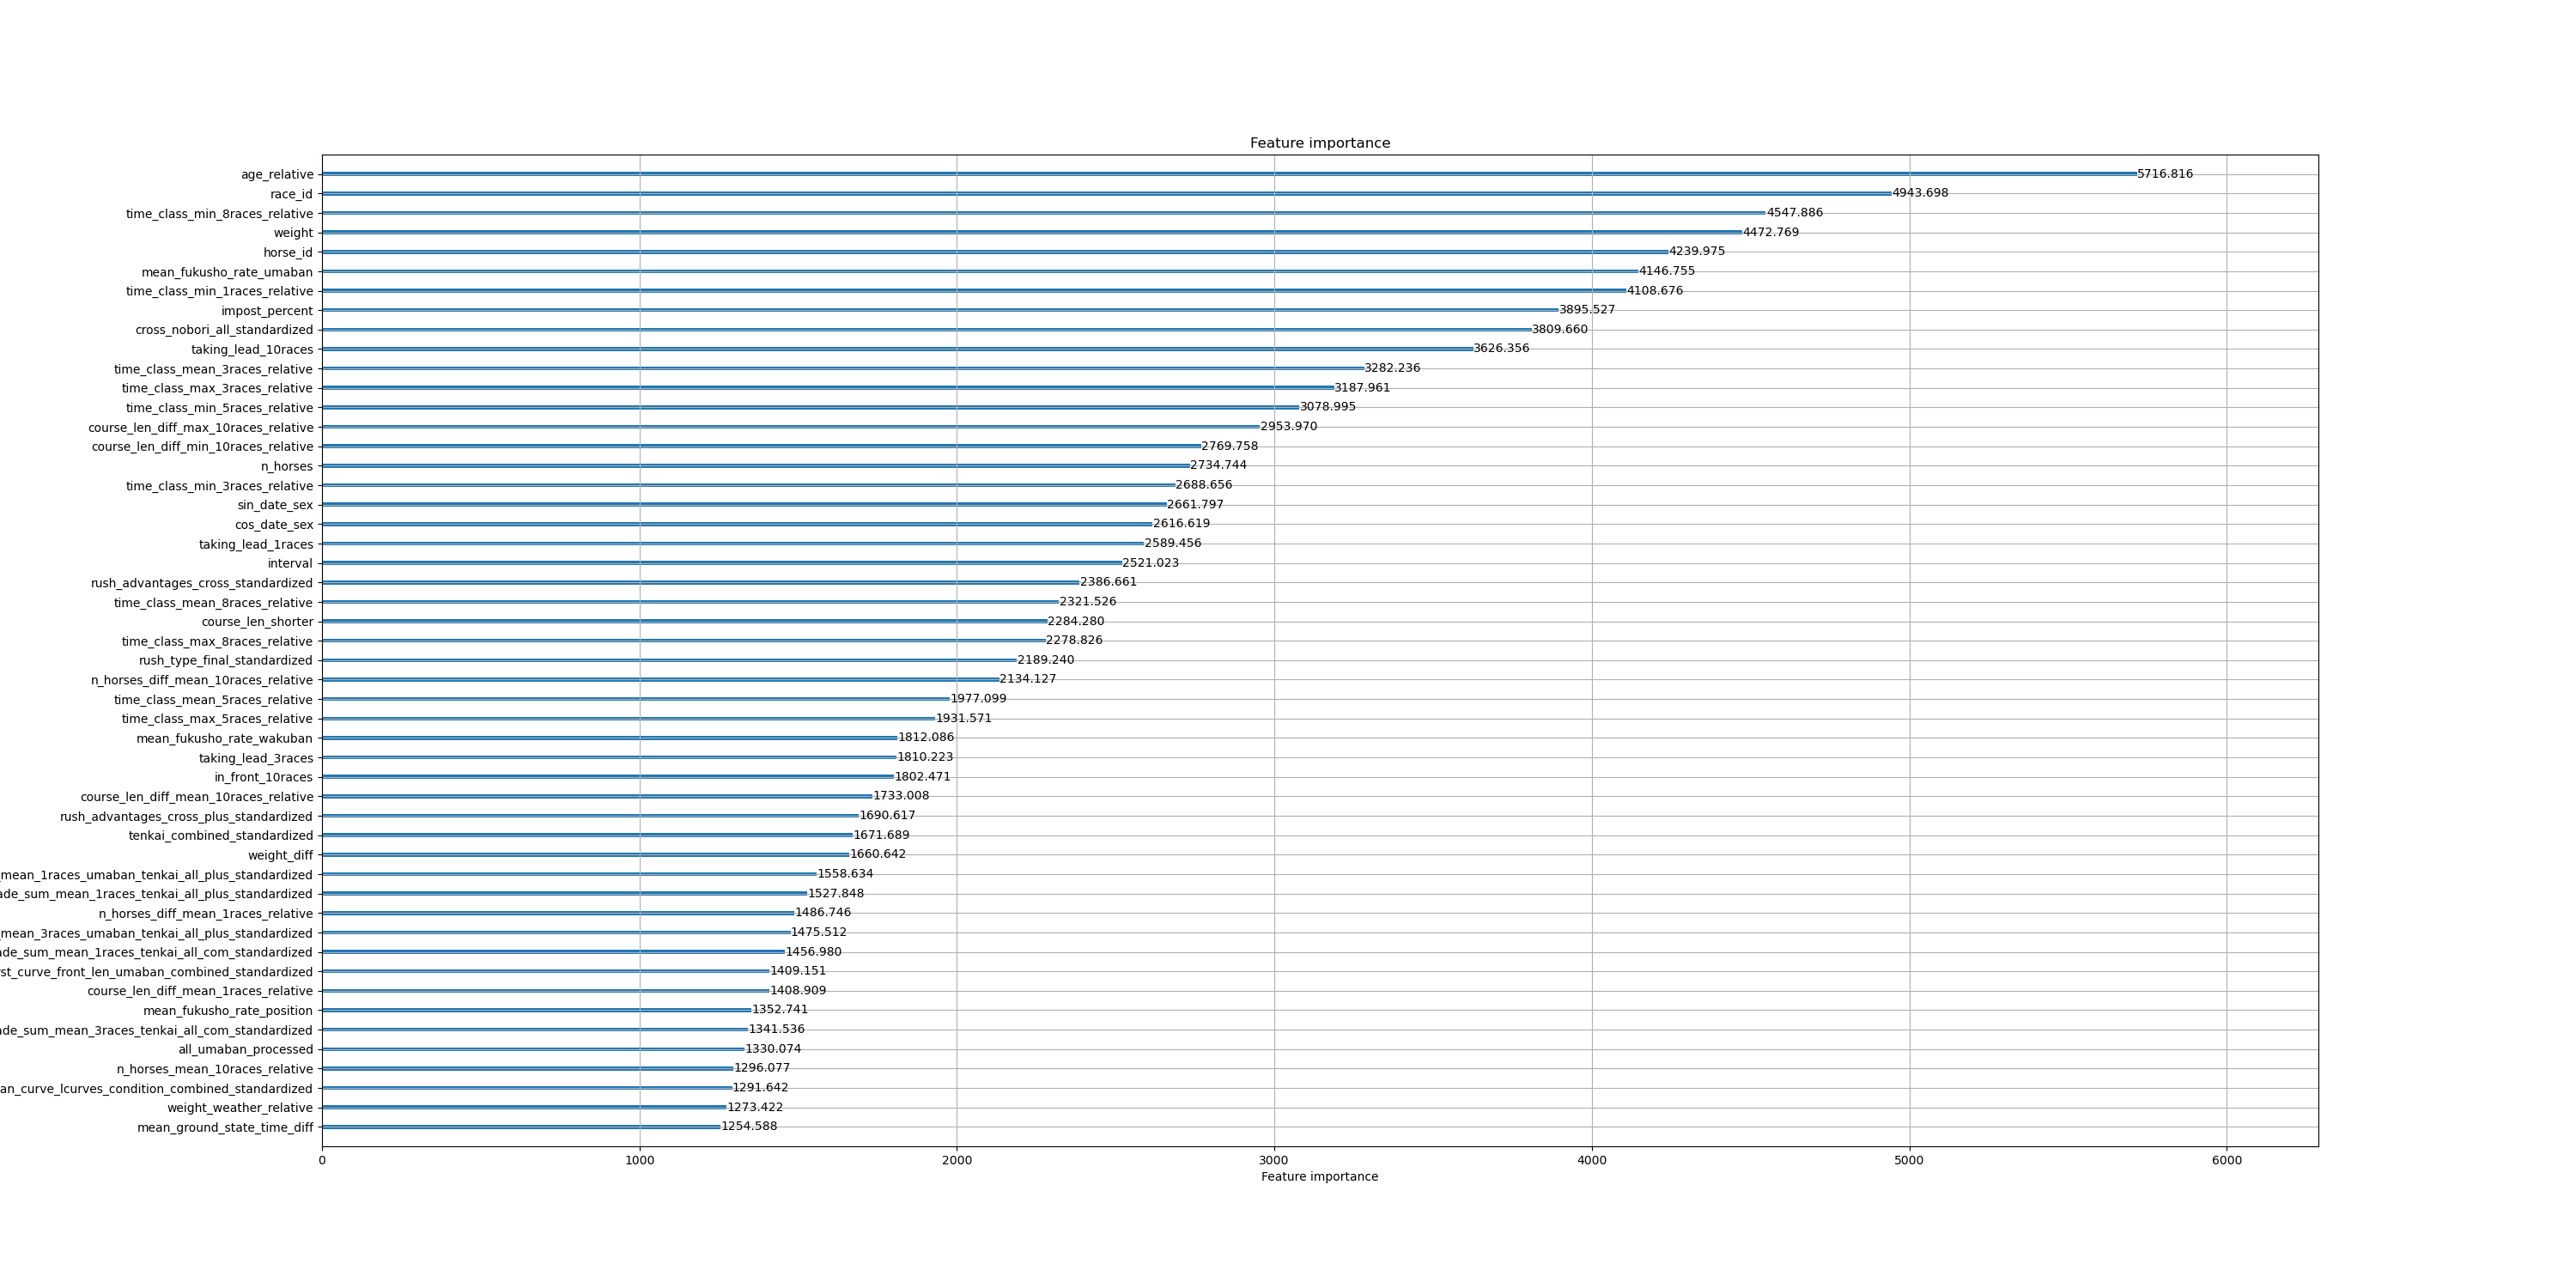 Feature importance
age_relative 5716.816
race_id 4943.698
time_class_min_8races_relative 4547.886
weight 4472.769
horse_id 4239.975
mean_fukusho_rate_umaban 4146.755
time_class_min_1races_relative 4108.676
impost_percent 3895.527
cross_nobori_all_standardized 3809.660
taking_lead_10races 3626.356
time_class_mean_3races_relative 3282.236
time_class_max_3races_relative 3187.961
time_class_min_5races_relative 3078.995
course_len_diff_max_10races_relative 2953.970
course_len_diff_min_10races_relative 2769.758
n_horses 2734.744
time_class_min_3races_relative 2688.656
sin_date_sex 2661.797
cos_date_sex 2616.619
taking_lead_1races 2589.456
interval 2521.023
rush_advantages_cross_standardized 2386.661
time_class_mean_8races_relative 2321.526
course_len_shorter 2284.280
time_class_max_8races_relative 2278.826
rush_type_final_standardized 2189.240
n_horses_diff_mean_10races_relative 2134.127
time_class_mean_5races_relative 1977.099
time_class_max_5races_relative 1931.571
mean_fukusho_rate_wakuban 1812.086
taking_lead_3races 1810.223
in_front_10races 1802.471
course_len_diff_mean_10races_relative 1733.008
rush_advantages_cross_plus_standardized 1690.617
tenkai_combined_standardized 1671.689
weight_diff 1660.642
_mean_1races_umaban_tenkai_all_plus_standardized 1558.634
ade_sum_mean_1races_tenkai_all_plus_standardized 1527.848
n_horses_diff_mean_1races_relative 1486.746
_mean_3races_umaban_tenkai_all_plus_standardized 1475.512
ade_sum_mean_1races_tenkai_all_com_standardized 1456.980
rst_curve_front_len_umaban_combined_standardized 1409.151
course_len_diff_mean_1races_relative 1408.909
mean_fukusho_rate_position 1352.741
ade_sum_mean_3races_tenkai_all_com_standardized 1341.536
all_umaban_processed 1330.074
n_horses_mean_10races_relative 1296.077
an_curve_lcurves_condition_combined_standardized 1291.642
weight_weather_relative 1273.422
mean_ground_state_time_diff 1254.588
0 1000 2000 3000 4000 5000 6000
Feature importance